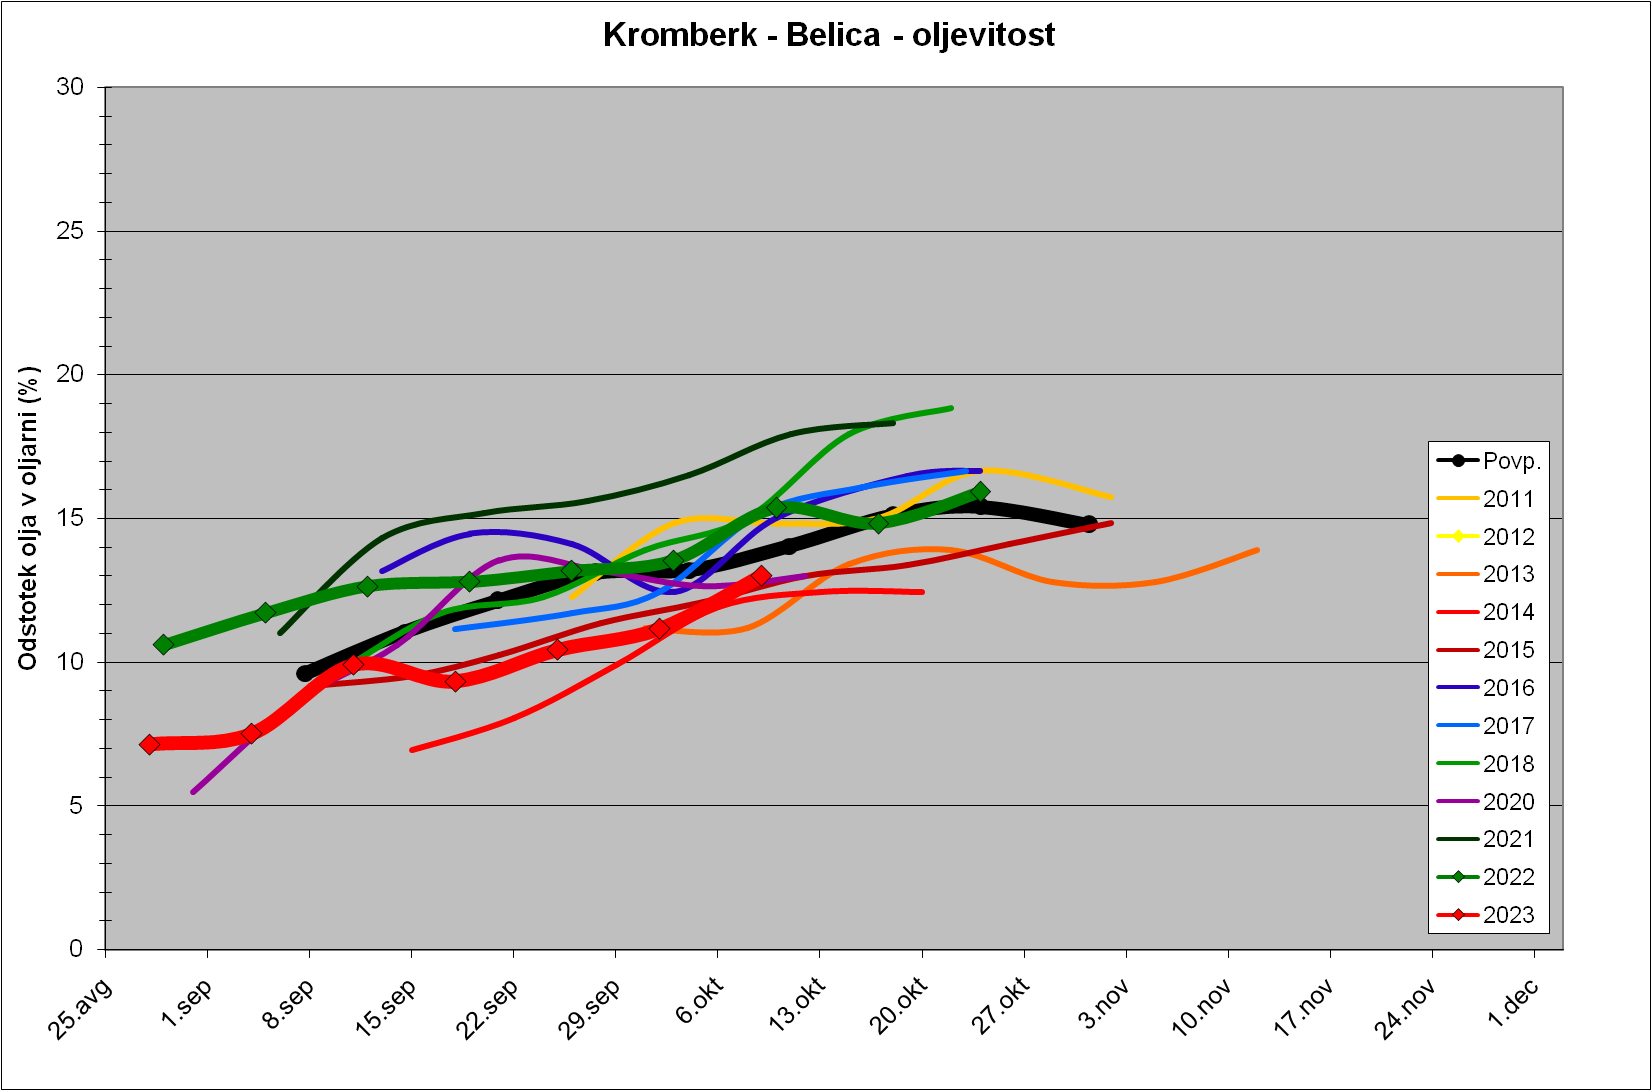 Kromberk - Belica - oljevitost
Odstotek olja v oljarni (%)
30
25
20
15
10
5
0
25.avg
1.sep
8.sep
15.sep
22.sep
29.sep
6.okt
13.okt
20.okt
27.okt
3.nov
10.nov
17.nov
24.nov
1.dec
Povp.
2011
2012
2013
2014
2015
2016
2017
2018
2020
2021
2022
2023